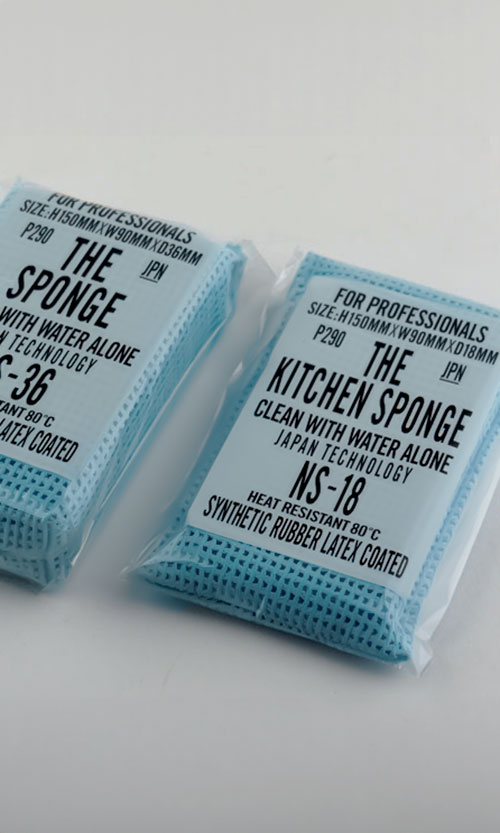 FOR PROFESSIONALS
SIZE:H150MMXW90MMXD36MM
P290
THE
JPN
SPONGE
WITH WATER ALONE
TECHNOLOGY
-36
80℃
LATEX COATED
FOR PROFESSIONALS
SIZE:H150MMXW90MMXD18MM
P290
THE
JPN
KITCHEN SPONGE
CLEAN WITH WATER ALONE
JAPAN TECHNOLOGY
NS-18
HEAT RESISTANT 80℃
SYNTHETIC RUBBER LATEX COATED